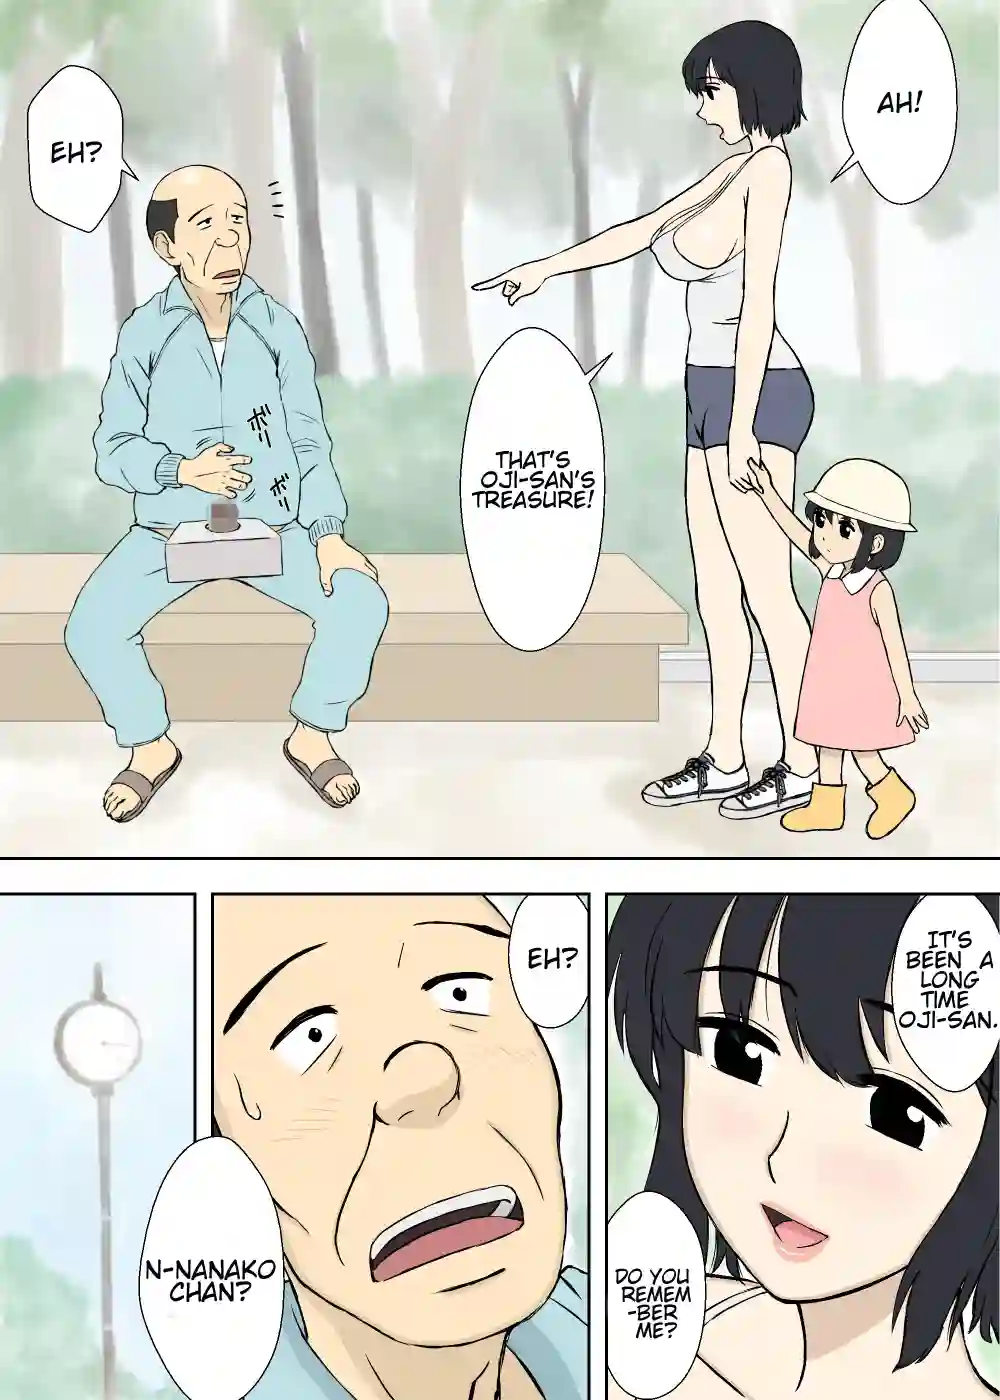 AH!
EH?
THAT'S
OJI-SAN'S
TREASURE!
ボリ
ボリ
IT'S
BEEN A
LONG
TIME
OJI-SAN.
DO YOU
REMEM
-BER
ME?
EH?
N-NANAKO
CHAN?